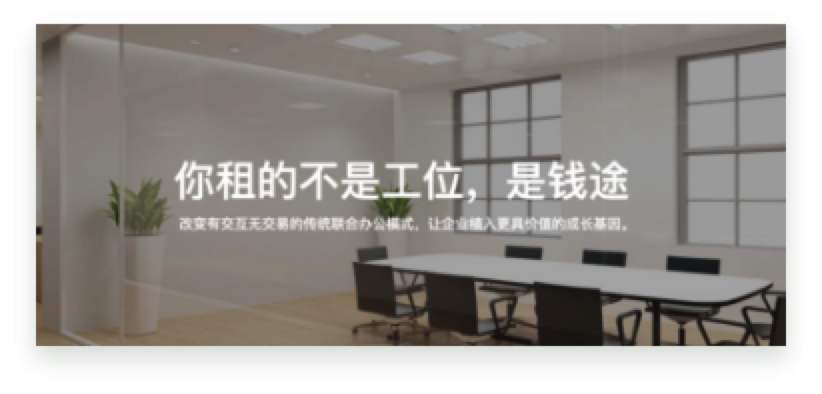 你租的不是工位，是钱途
改变有交互无交易的传统联合办公模式，让企业植入更具价值的成长基因。